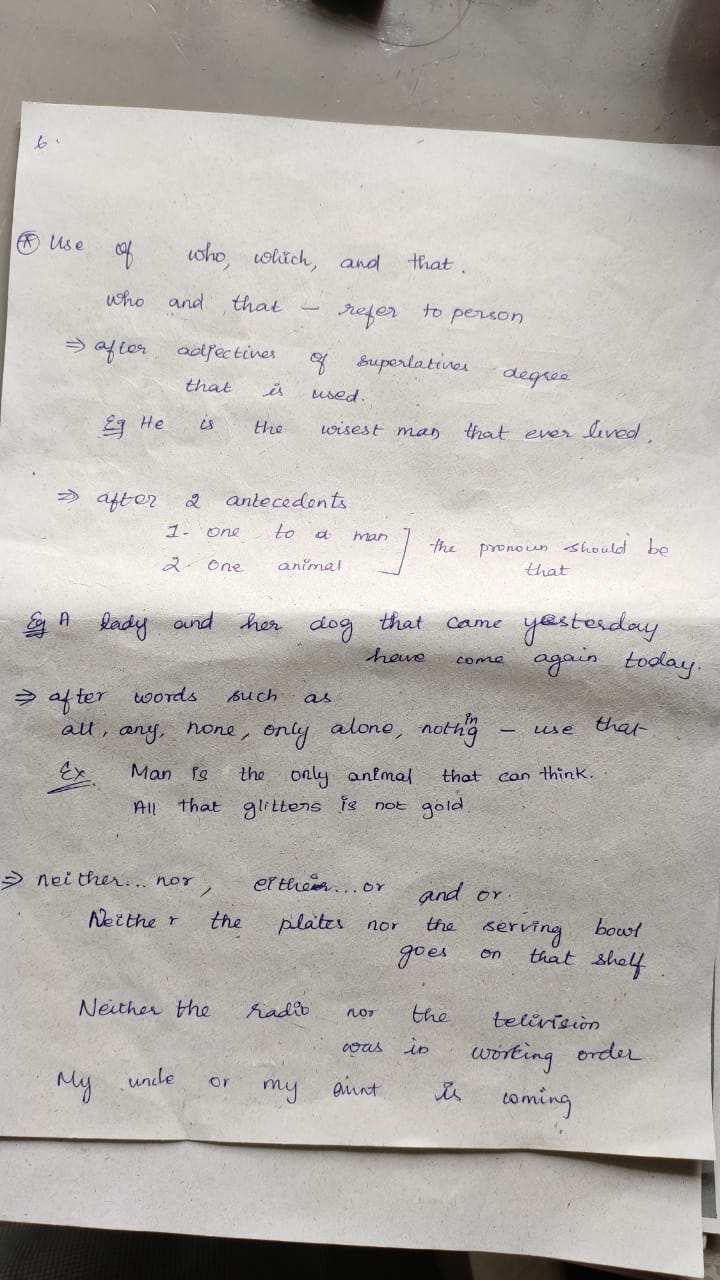 6.
⊛ Use of who, which, and that.
who and that – refer to person
⇒ after adjectives of superlatives degree
that is used.
Eg He is the wisest man that ever lived.
⇒ after 2 antecedents
1- one to a man ] the pronoun should be
2. One animal that
Eg A lady and her dog that came yesterday
have come again today.
⇒ after words such as
all, any, none, only alone, nothing – use that
Ex. Man is the only animal that can think.
All that glitters is not gold.
⇒ neither... nor, either... or and or.
Neither the plates nor the serving bowl
goes on that shelf.
Neither the radio nor the television
was in working order
My uncle or my aunt is coming